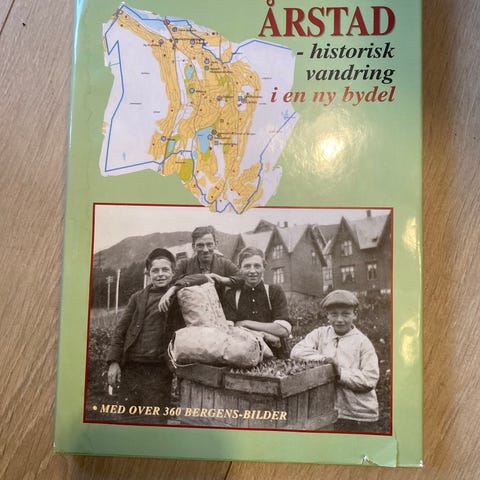 ÅRSTAD
- historisk
vandring
i en ny bydel
• MED OVER 360 BERGENS-BILDER